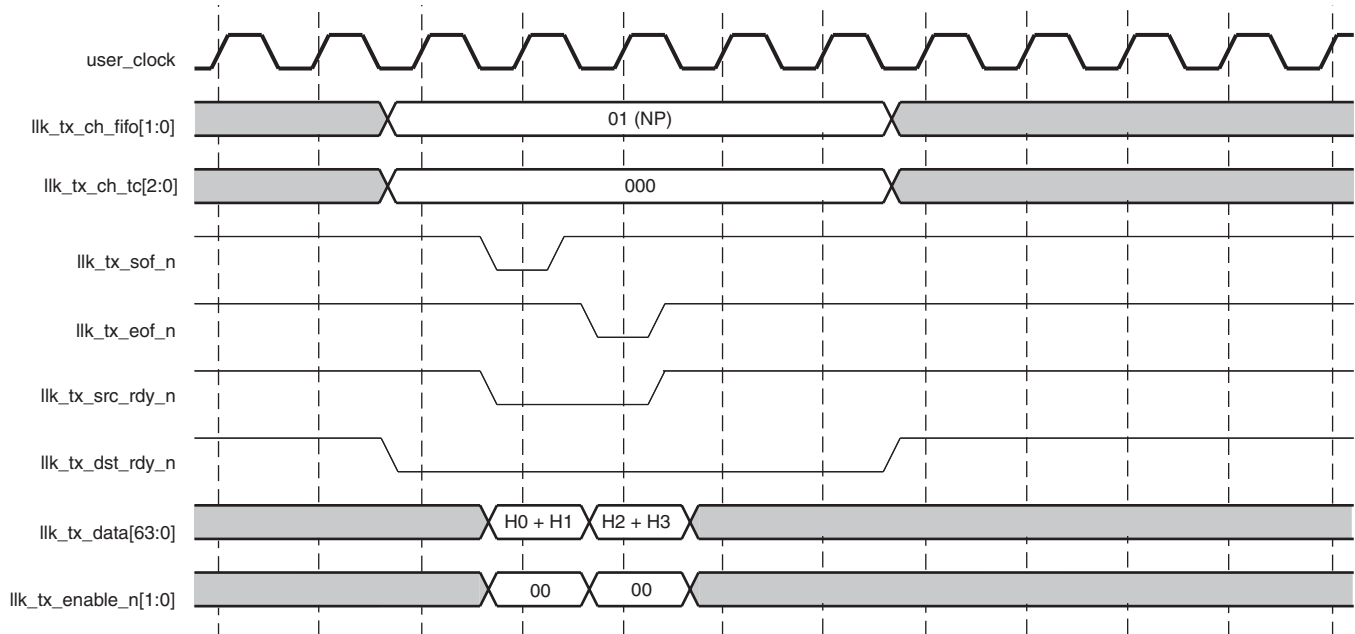 user_clock
llk_tx_ch_fifo[1:0]
01 (NP)
llk_tx_ch_tc[2:0]
000
llk_tx_sof_n
llk_tx_eof_n
llk_tx_src_rdy_n
llk_tx_dst_rdy_n
llk_tx_data[63:0]
H0 + H1
H2 + H3
llk_tx_enable_n[1:0]
00
00